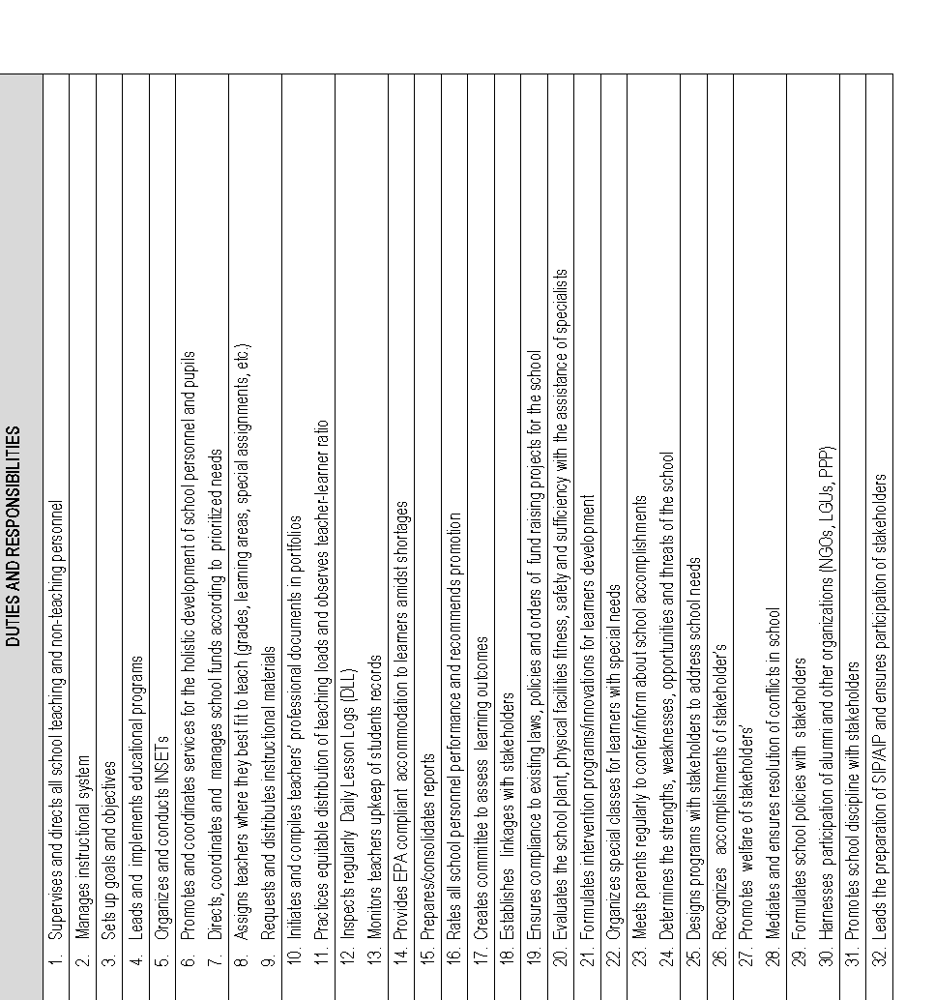 DUTIES AND RESPONSIBILITIES
1. Supervises and directs all school teaching and non-teaching personnel
2. Manages instructional system
3. Sets up goals and objectives
4. Leads and implements educational programs
5. Organizes and conducts INSETs
6. Promotes and coordinates services for the holistic development of school personnel and pupils
7. Directs, coordinates and manages school funds according to prioritized needs
8. Assigns teachers where they best fit to teach (grades, learning areas, special assignments, etc.)
9. Requests and distributes instructional materials
10. Initiates and compiles teachers' professional documents in portfolios
11. Practices equitable distribution of teaching loads and observes teacher-learner ratio
12. Inspects regularly Daily Lesson Logs (DLL)
13. Monitors teachers upkeep of students records
14. Provides EPA compliant accommodation to learners amidst shortages
15. Prepares/consolidates reports
16. Rates all school personnel performance and recommends promotion
17. Creates committee to assess learning outcomes
18. Establishes linkages with stakeholders
19. Ensures compliance to existing laws ,policies and orders of fund raising projects for the school
20. Evaluates the school plant, physical facilities fitness, safety and sufficiency with the assistance of specialists
21. Formulates intervention programs/innovations for learners development
22. Organizes special classes for learners with special needs
23. Meets parents regularly to confer/inform about school accomplishments
24. Determines the strengths, weaknesses, opportunities and threats of the school
25. Designs programs with stakeholders to address school needs
26. Recognizes accomplishments of stakeholder's
27. Promotes welfare of stakeholders'
28. Mediates and ensures resolution of conflicts in school
29. Formulates school policies with stakeholders
30. Harnesses participation of alumni and other organizations (NGOs, LGUs, PPP)
31. Promotes school discipline with stakeholders
32. Leads the preparation of SIP/AIP and ensures participation of stakeholders